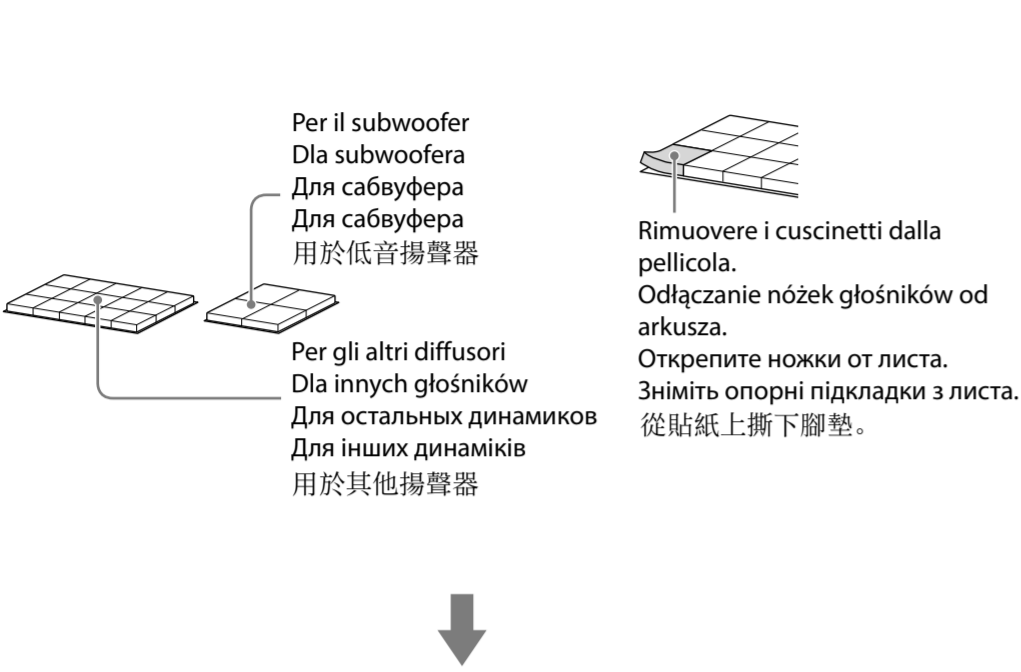 Per il subwoofer
Dla subwoofera
Для сабвуфера
Для сабвуфера
用於低音揚聲器
Per gli altri diffusori
Dla innych głośników
Для остальных динамиков
Для інших динаміків
用於其他揚聲器
Rimuovere i cuscinetti dalla
pellicola.
Odłączanie nóżek głośników od
arkusza.
Открепите ножки от листа.
Зніміть опорні підкладки з листа.
從貼紙上撕下腳墊。